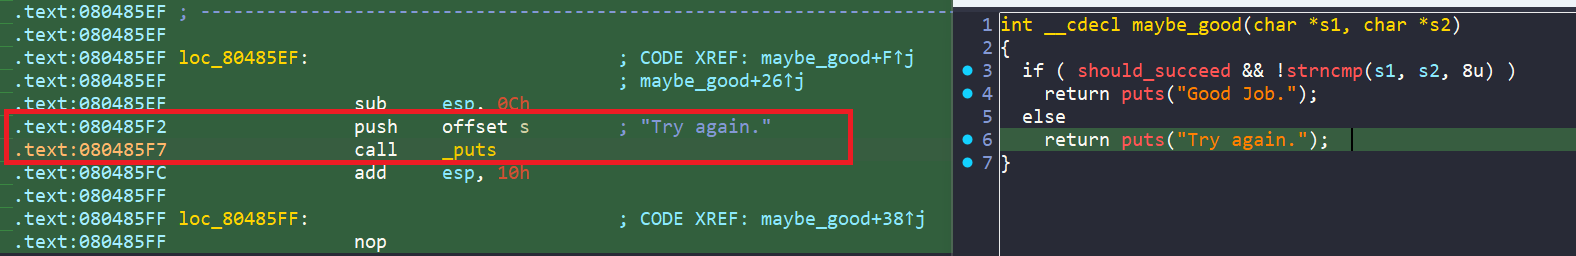 .text:080485EF ; ---------------------------------------------------------------------------
.text:080485EF
.text:080485EF loc_80485EF: ; CODE XREF: maybe_good+F↑j
.text:080485EF ; maybe_good+26↑j
.text:080485EF sub esp, 0Ch
.text:080485F2 push offset s ; "Try again."
.text:080485F7 call _puts
.text:080485FC add esp, 10h
.text:080485FF
.text:080485FF loc_80485FF: ; CODE XREF: maybe_good+38↑j
.text:080485FF nop
1 int __cdecl maybe_good(char *s1, char *s2)
2 {
3 if ( should_succeed && !strncmp(s1, s2, 8u) )
4 return puts("Good Job.");
5 else
6 return puts("Try again.");
7 }